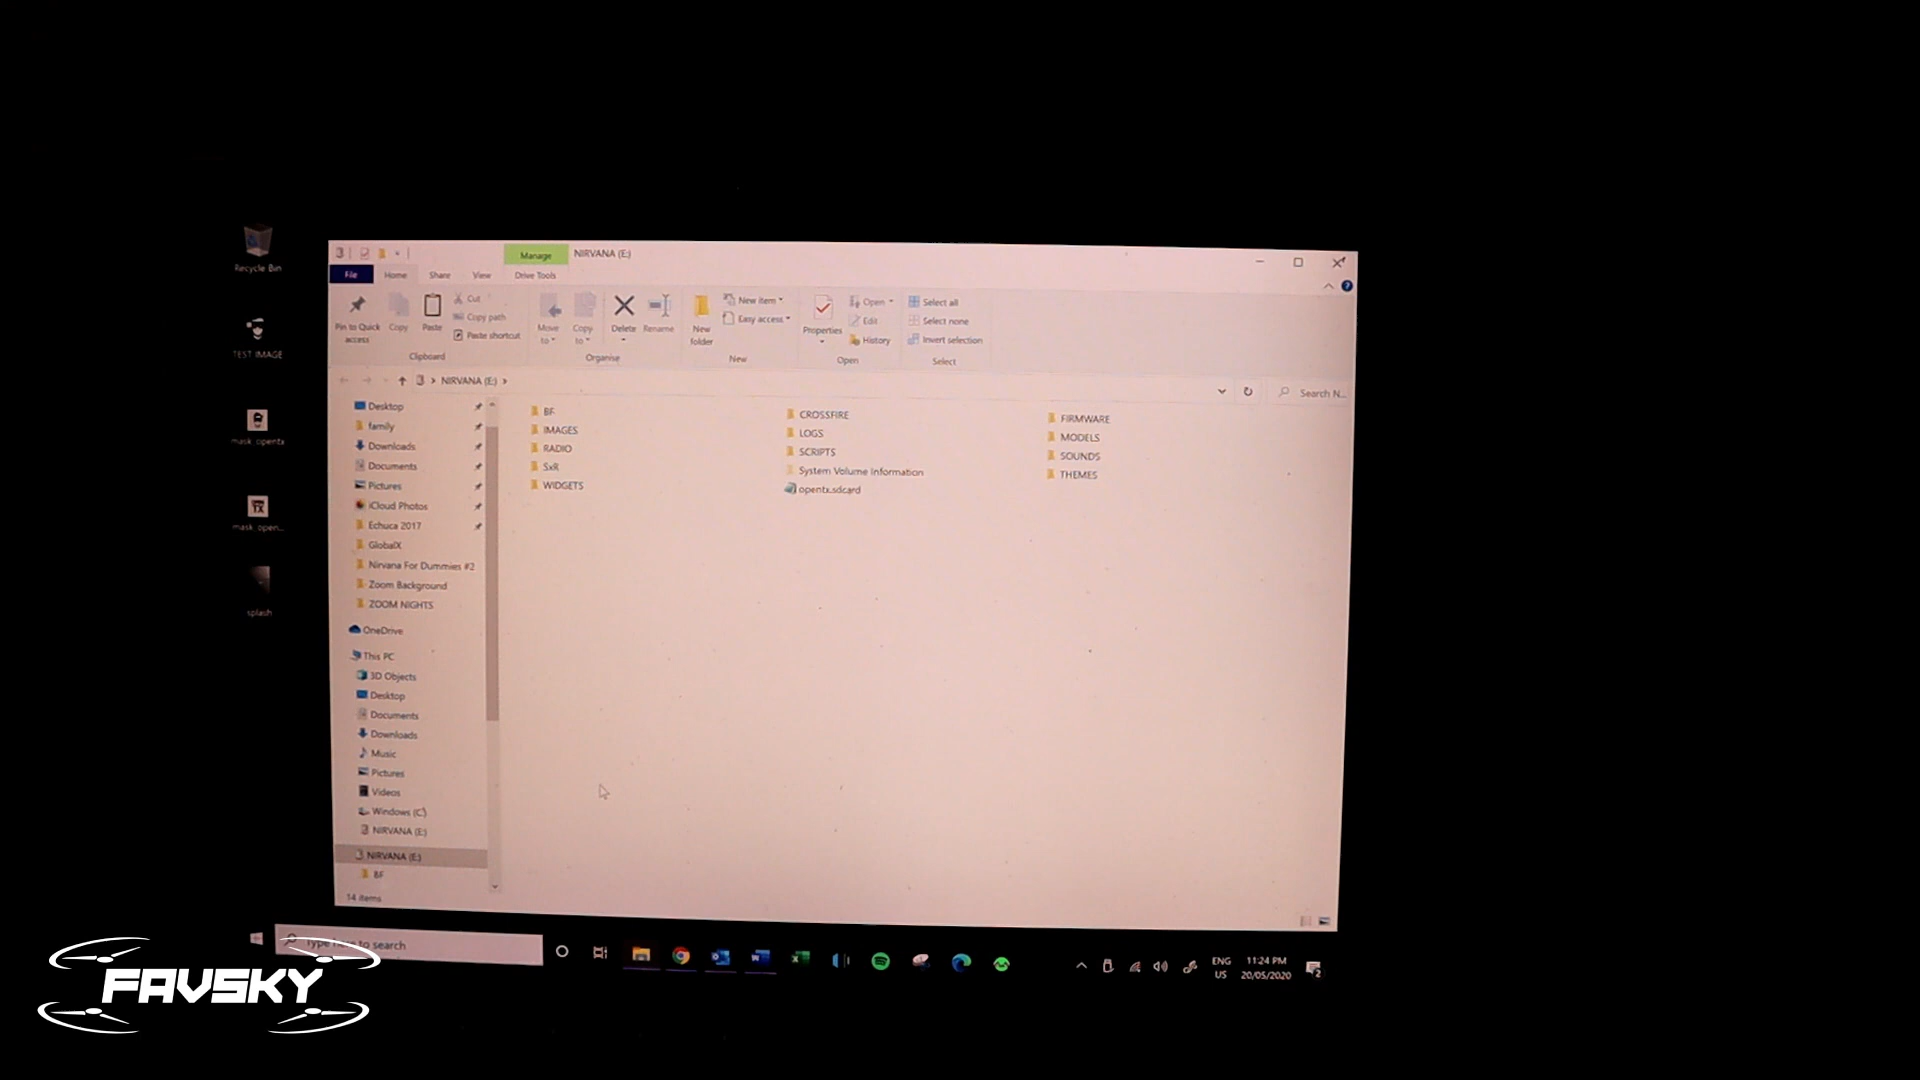 Recycle Bin
TEST IMAGE
mask_opentx
mask_open...
splash
Manage
NIRVANA (E:)
File
Home
Share
View
Drive Tools
Pin to Quick access
Copy
Paste
Cut
Copy path
Paste shortcut
Clipboard
Move to
Copy to
Delete
Rename
Organise
New folder
New item
Easy access
New
Properties
Open
Edit
History
Open
Select all
Select none
Invert selection
Select
NIRVANA (E:)
Search N...
Desktop
family
Downloads
Documents
Pictures
iCloud Photos
Echuca 2017
GlobalX
Nirvana For Dummies #2
Zoom Background
ZOOM NIGHTS
OneDrive
This PC
3D Objects
Desktop
Documents
Downloads
Music
Pictures
Videos
Windows (C:)
NIRVANA (E:)
NIRVANA (E:)
BF
14 items
BF
IMAGES
RADIO
SxR
WIDGETS
CROSSFIRE
LOGS
SCRIPTS
System Volume Information
opentx.sdcard
FIRMWARE
MODELS
SOUNDS
THEMES
Type here to search
ENG
US
11:24 PM
20/05/2020
2
FAVSKY